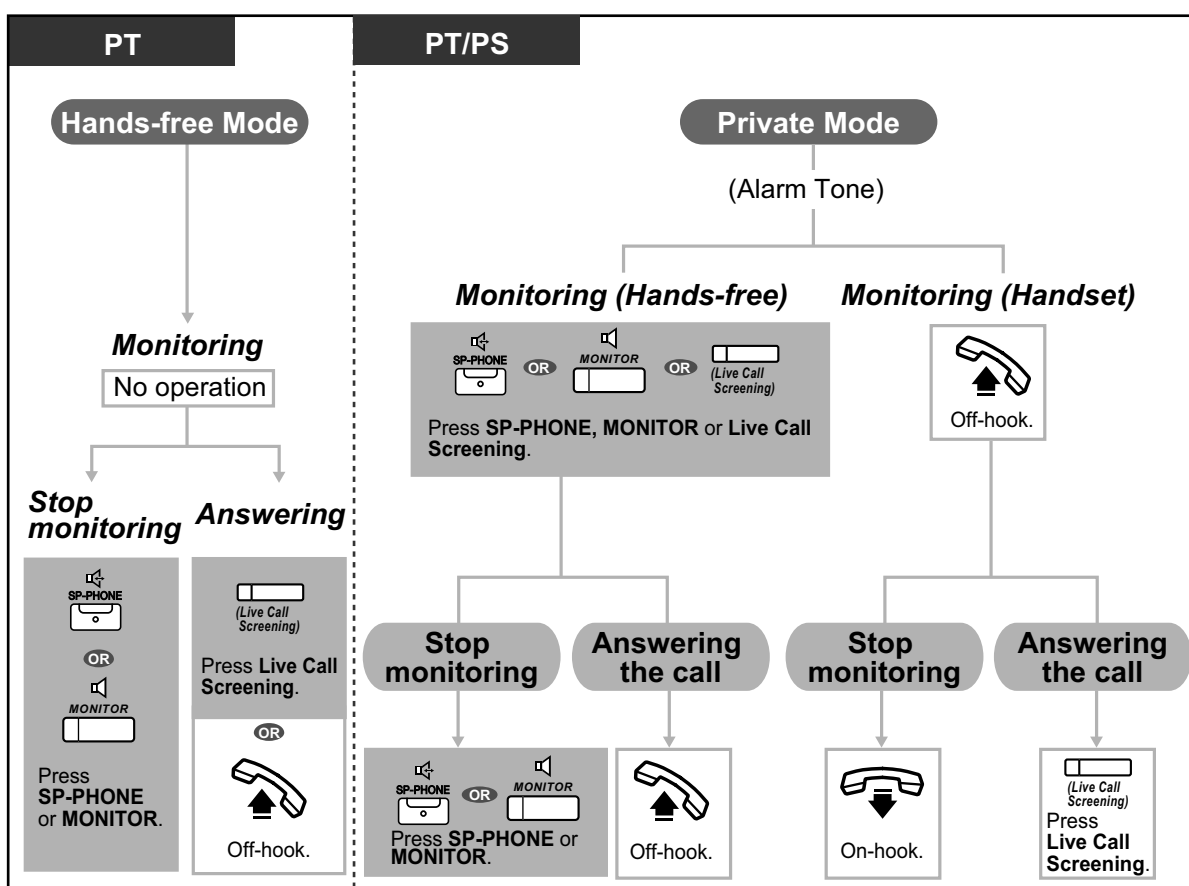 PT
Hands-free Mode
Monitoring
No operation
Stop
monitoring
SP-PHONE
OR
MONITOR
Press
SP-PHONE
or MONITOR.
Answering
(Live Call
Screening)
Press Live Call
Screening.
OR
Off-hook.
PT/PS
Private Mode
(Alarm Tone)
Monitoring (Hands-free)
SP-PHONE OR MONITOR OR (Live Call
Screening)
Press SP-PHONE, MONITOR or Live Call
Screening.
Stop
monitoring
SP-PHONE OR MONITOR
Press SP-PHONE or
MONITOR.
Answering
the call
Off-hook.
Monitoring (Handset)
Off-hook.
Stop
monitoring
On-hook.
Answering
the call
(Live Call
Screening)
Press
Live Call
Screening.